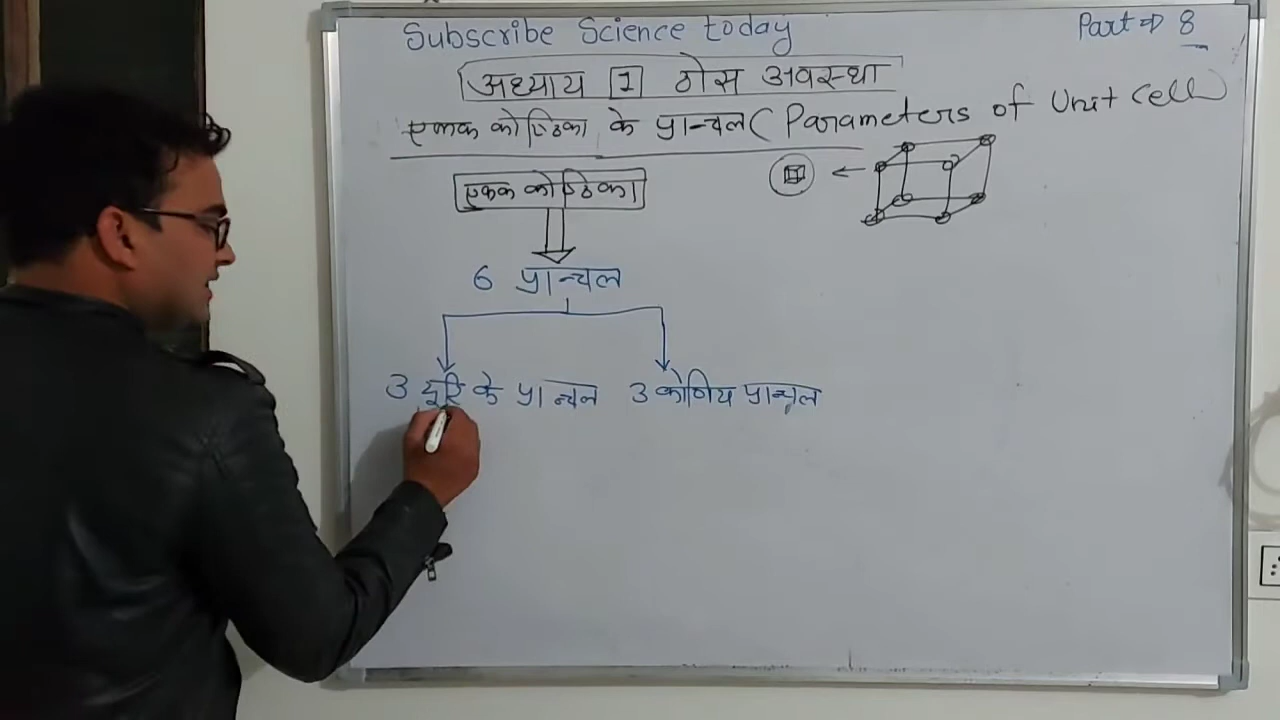 Subscribe Science today
Part ⇒ 8
अध्याय 1 ठोस अवस्था
एकक कोष्ठिका के प्राचल ( Parameters of Unit Cell )
एकक कोष्ठिका
6 प्रान्चल
3 दूरि के प्रान्चल 3 कोणिय प्रान्चल